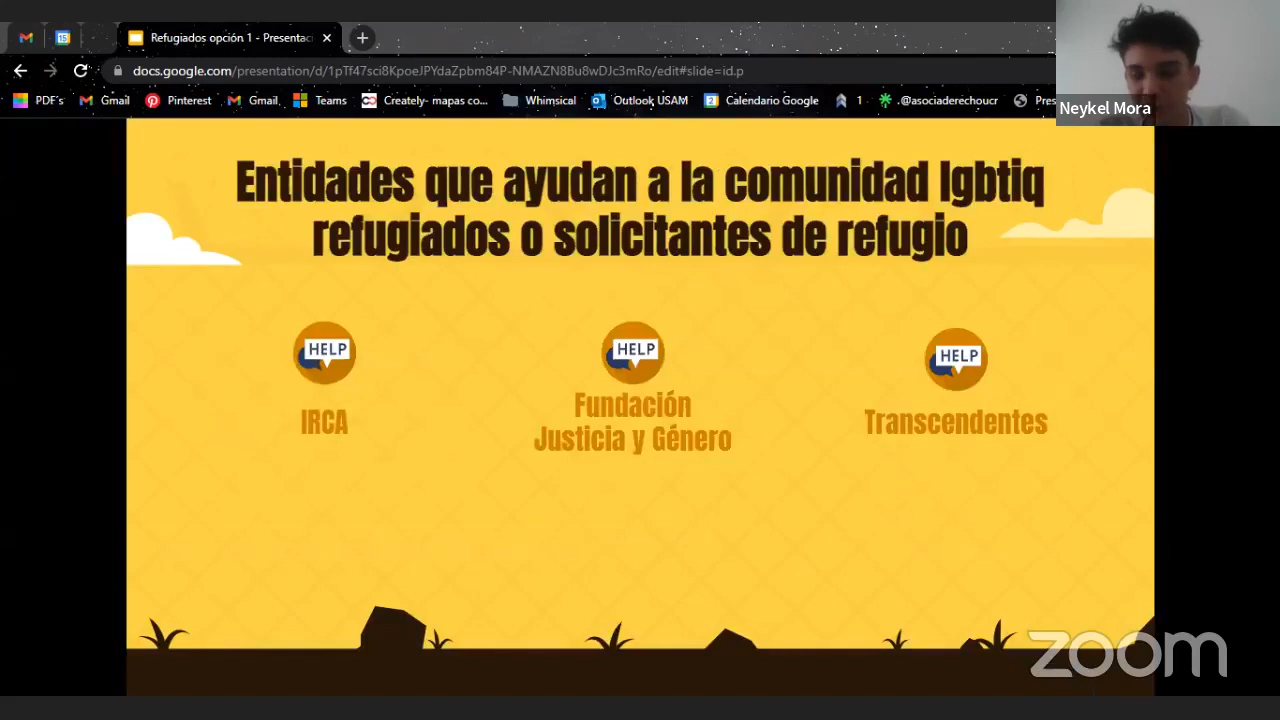 Refugiados opción 1 - Presentaci
docs.google.com/presentation/d/1pTf47sci8KpoeJPYdaZpbm84P-NMAZN8Bu8wDJc3mRo/edit#slide=id.p
PDF's
Gmail
Pinterest
Gmail
Teams
Creately- mapas co...
Whimsical
Outlook USAM
Calendario Google
1
.@asociaderechoucr
Pres
Neykel Mora
Entidades que ayudan a la comunidad lgbtiq
refugiados o solicitantes de refugio
HELP
HELP
HELP
IRCA
Fundación
Justicia y Género
Transcendentes
zoom